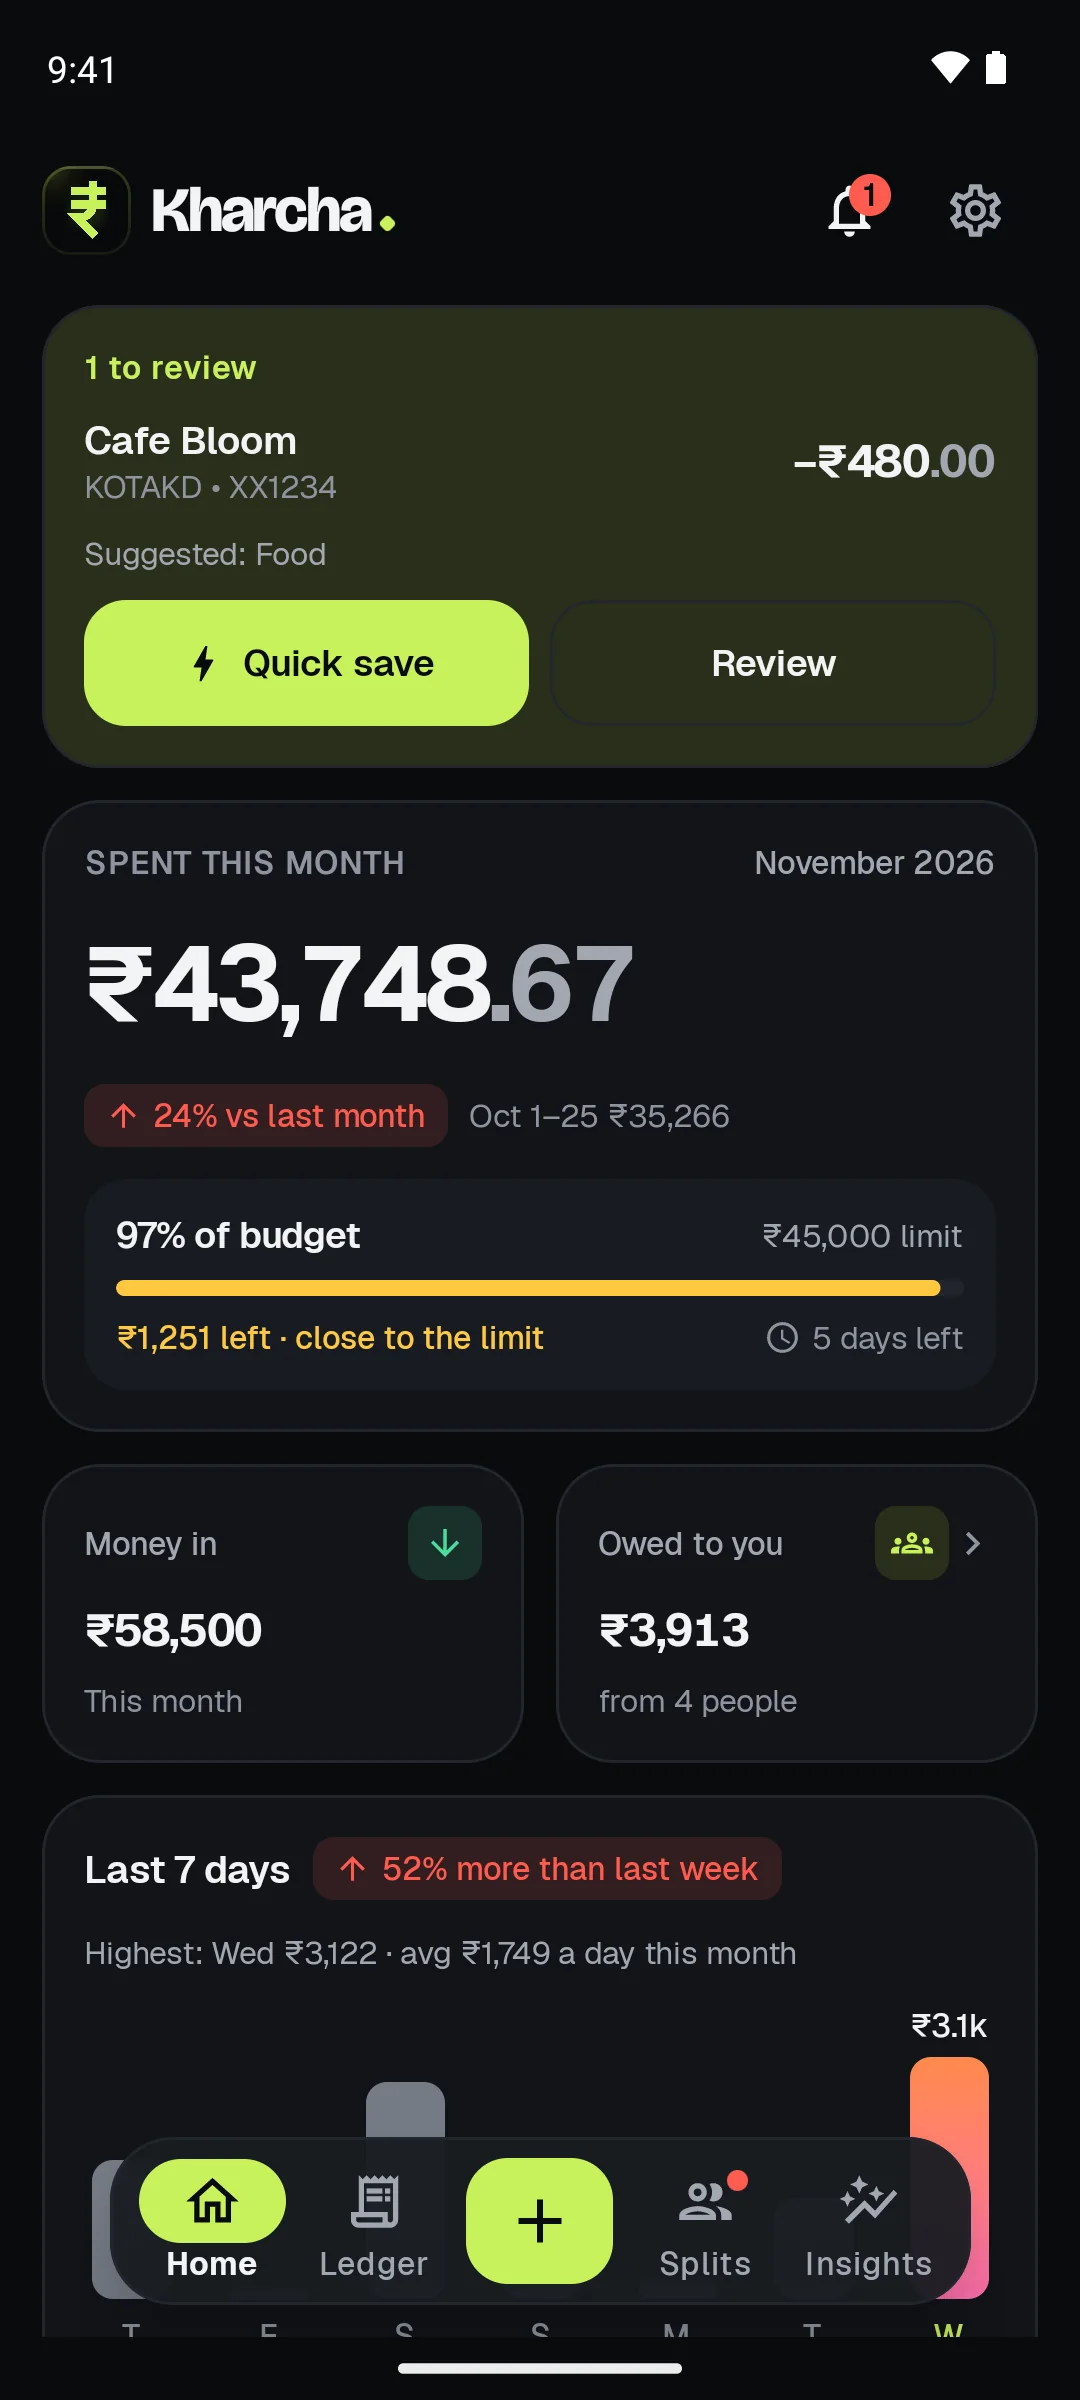 9:41
₹ Kharcha.
1
1 to review
Cafe Bloom
KOTAKD • XX1234
−₹480.00
Suggested: Food
Quick save
Review
SPENT THIS MONTH
November 2026
₹43,748.67
↑ 24% vs last month
Oct 1–25 ₹35,266
97% of budget
₹45,000 limit
₹1,251 left · close to the limit
5 days left
Money in
₹58,500
This month
Owed to you
₹3,913
from 4 people
Last 7 days
↑ 52% more than last week
Highest: Wed ₹3,122 · avg ₹1,749 a day this month
₹3.1k
Home
Ledger
+
Splits
Insights
T F S S M T W